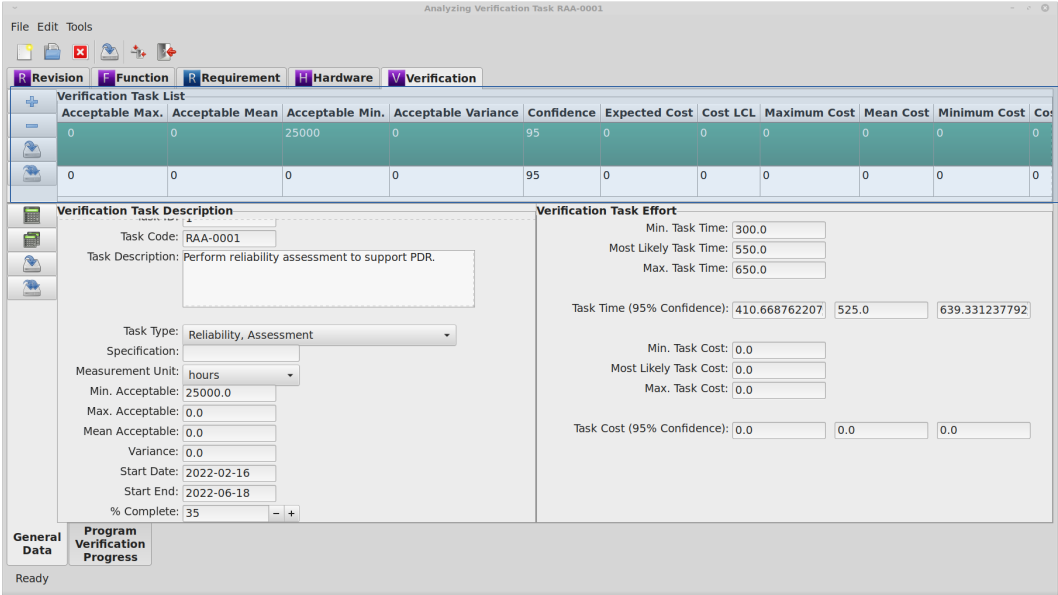 Analyzing Verification Task RAA-0001
File Edit Tools
R Revision F Function R Requirement H Hardware V Verification
Verification Task List
Acceptable Max. Acceptable Mean Acceptable Min. Acceptable Variance Confidence Expected Cost Cost LCL Maximum Cost Mean Cost Minimum Cost Cos
0 0 25000 0 95 0 0 0 0 0 0
0 0 0 0 95 0 0 0 0 0 0
Verification Task Description
Task ID: 1
Task Code: RAA-0001
Task Description: Perform reliability assessment to support PDR.
Task Type: Reliability, Assessment
Specification:
Measurement Unit: hours
Min. Acceptable: 25000.0
Max. Acceptable: 0.0
Mean Acceptable: 0.0
Variance: 0.0
Start Date: 2022-02-16
Start End: 2022-06-18
% Complete: 35 − +
Verification Task Effort
Min. Task Time: 300.0
Most Likely Task Time: 550.0
Max. Task Time: 650.0
Task Time (95% Confidence): 410.668762207 525.0 639.331237792
Min. Task Cost: 0.0
Most Likely Task Cost: 0.0
Max. Task Cost: 0.0
Task Cost (95% Confidence): 0.0 0.0 0.0
General
Data
Program
Verification
Progress
Ready